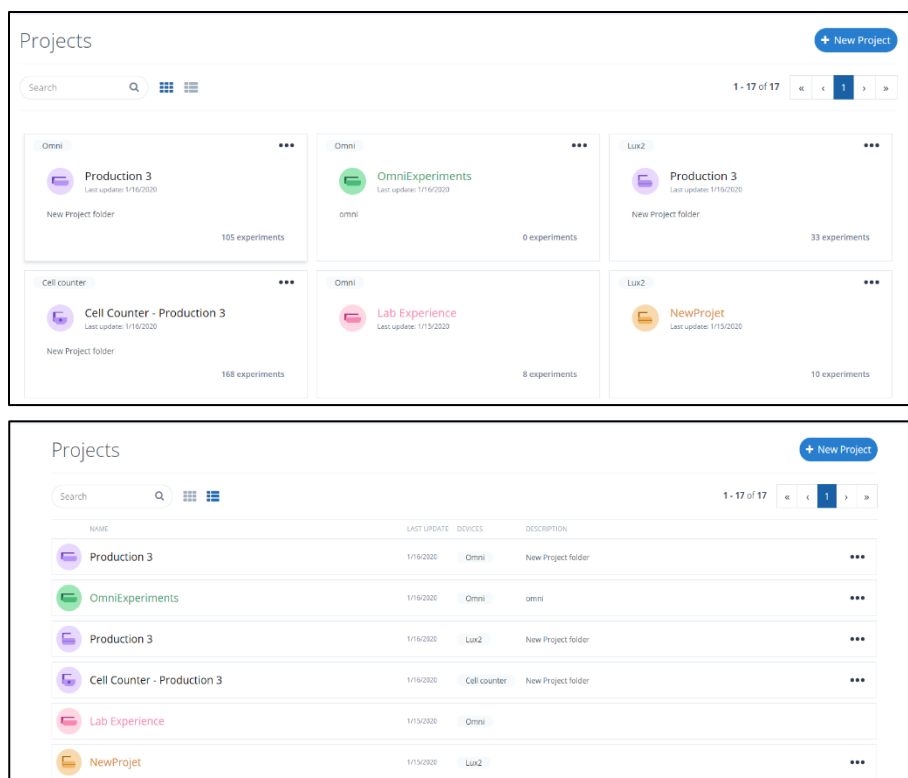 Projects
+ New Project
Search
1 - 17 of 17 « ‹ 1 › »
Omni ••• Omni ••• Lux2 •••
Production 3 OmniExperiments Production 3
Last update: 1/16/2020 Last update: 1/16/2020 Last update: 1/16/2020
New Project folder omni New Project folder
105 experiments 0 experiments 33 experiments
Cell counter ••• Omni Lux2 •••
Cell Counter - Production 3 Lab Experience NewProjet
Last update: 1/16/2020 Last update: 1/15/2020 Last update: 1/15/2020
New Project folder
168 experiments 8 experiments 10 experiments
Projects
+ New Project
Search
1 - 17 of 17 « ‹ 1 › »
NAME LAST UPDATE DEVICES DESCRIPTION
Production 3 1/16/2020 Omni New Project folder •••
OmniExperiments 1/16/2020 Omni omni •••
Production 3 1/16/2020 Lux2 New Project folder •••
Cell Counter - Production 3 1/16/2020 Cell counter New Project folder •••
Lab Experience 1/15/2020 Omni
NewProjet 1/15/2020 Lux2 •••